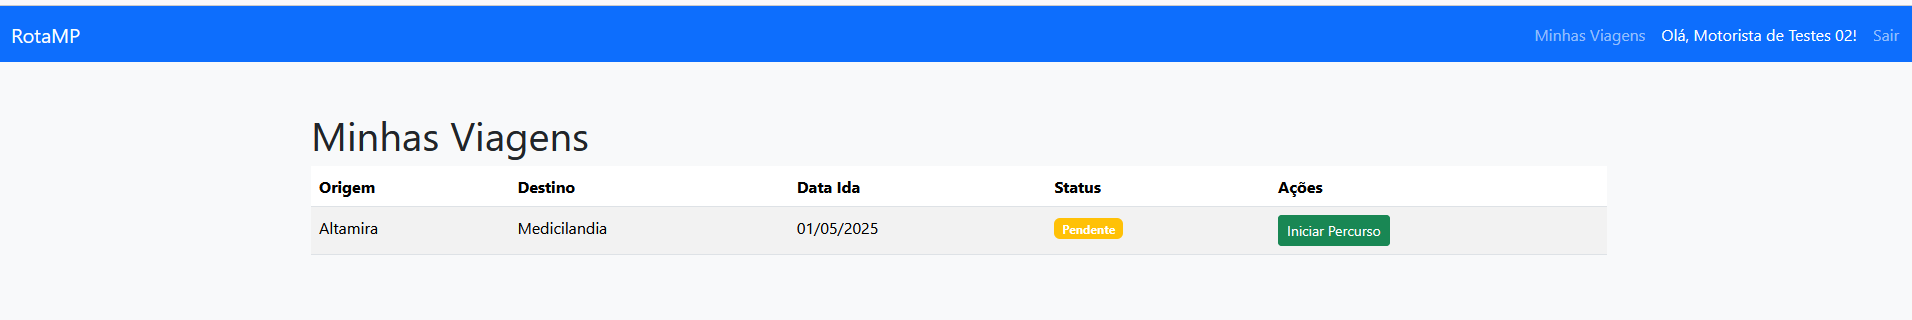 RotaMP Minhas Viagens Olá, Motorista de Testes 02! Sair
Minhas Viagens
Origem Destino Data Ida Status Ações
Altamira Medicilandia 01/05/2025 Pendente Iniciar Percurso